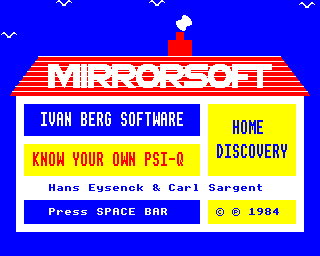 MIRRORSOFT
IVAN BERG SOFTWARE
KNOW YOUR OWN PSI-Q
HOME
DISCOVERY
Hans Eysenck & Carl Sargent
Press SPACE BAR
© ℗ 1984